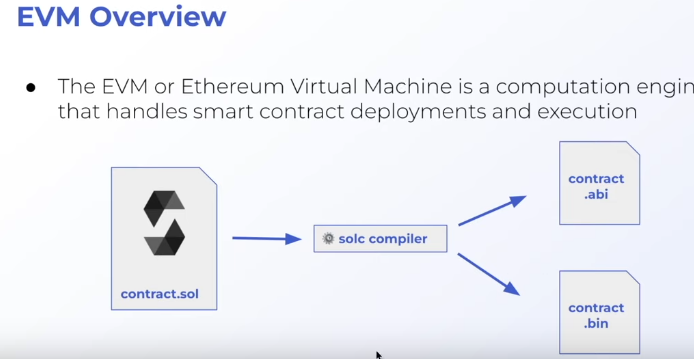 EVM Overview
● The EVM or Ethereum Virtual Machine is a computation engin
that handles smart contract deployments and execution
contract
.abi
solc compiler
contract.sol
contract
.bin